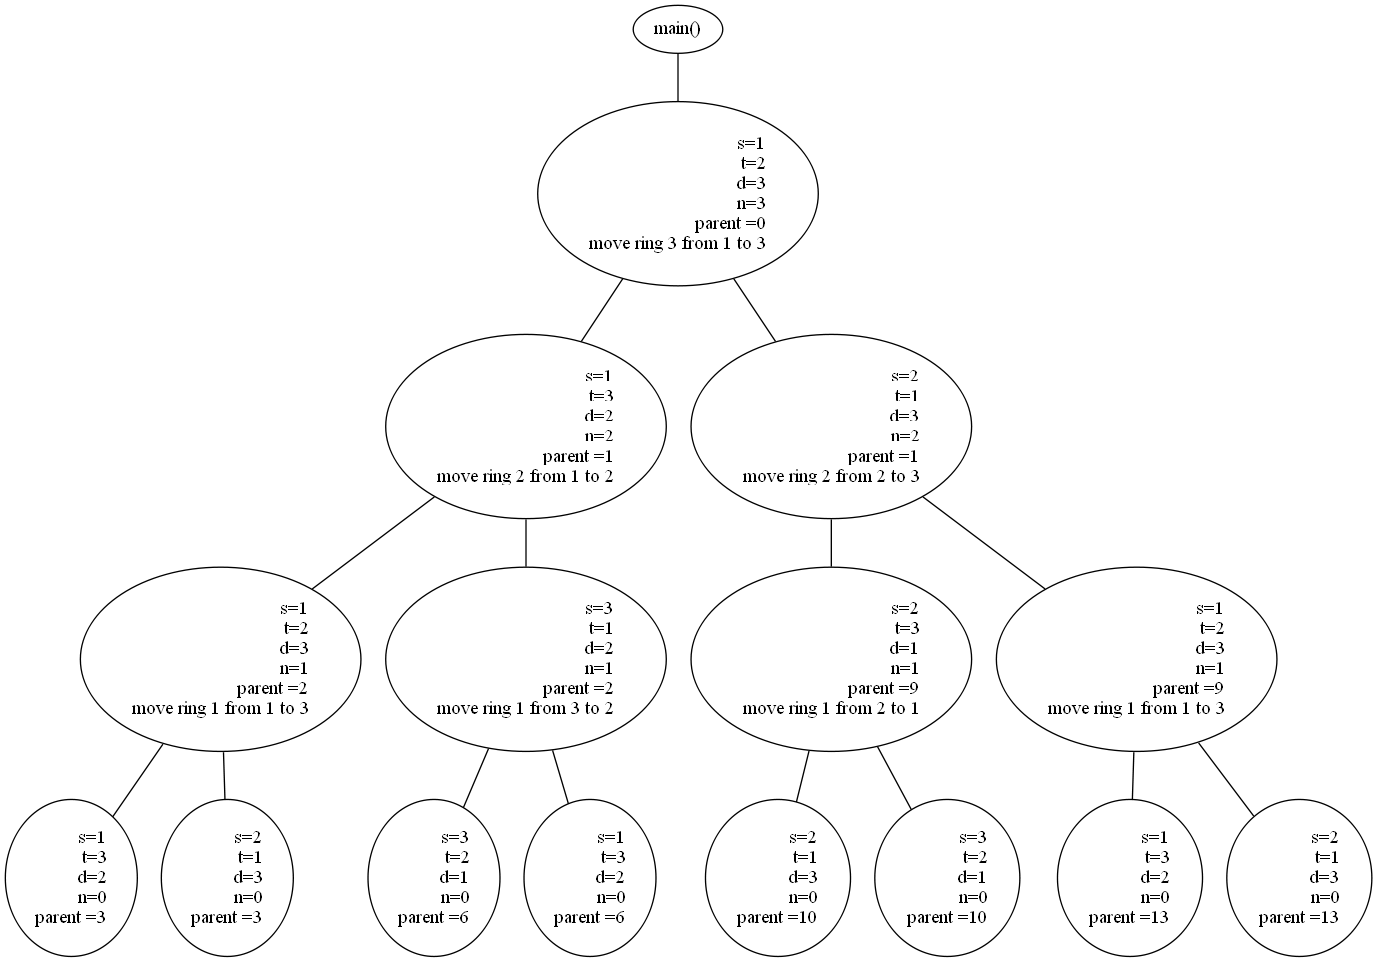 main()
s=1
t=2
d=3
n=3
parent =0
move ring 3 from 1 to 3
s=1
t=3
d=2
n=2
parent =1
move ring 2 from 1 to 2
s=2
t=1
d=3
n=2
parent =1
move ring 2 from 2 to 3
s=1
t=2
d=3
n=1
parent =2
move ring 1 from 1 to 3
s=3
t=1
d=2
n=1
parent =2
move ring 1 from 3 to 2
s=2
t=3
d=1
n=1
parent =9
move ring 1 from 2 to 1
s=1
t=2
d=3
n=1
parent =9
move ring 1 from 1 to 3
s=1
t=3
d=2
n=0
parent =3
s=2
t=1
d=3
n=0
parent =3
s=3
t=2
d=1
n=0
parent =6
s=1
t=3
d=2
n=0
parent =6
s=2
t=1
d=3
n=0
parent =10
s=3
t=2
d=1
n=0
parent =10
s=1
t=3
d=2
n=0
parent =13
s=2
t=1
d=3
n=0
parent =13